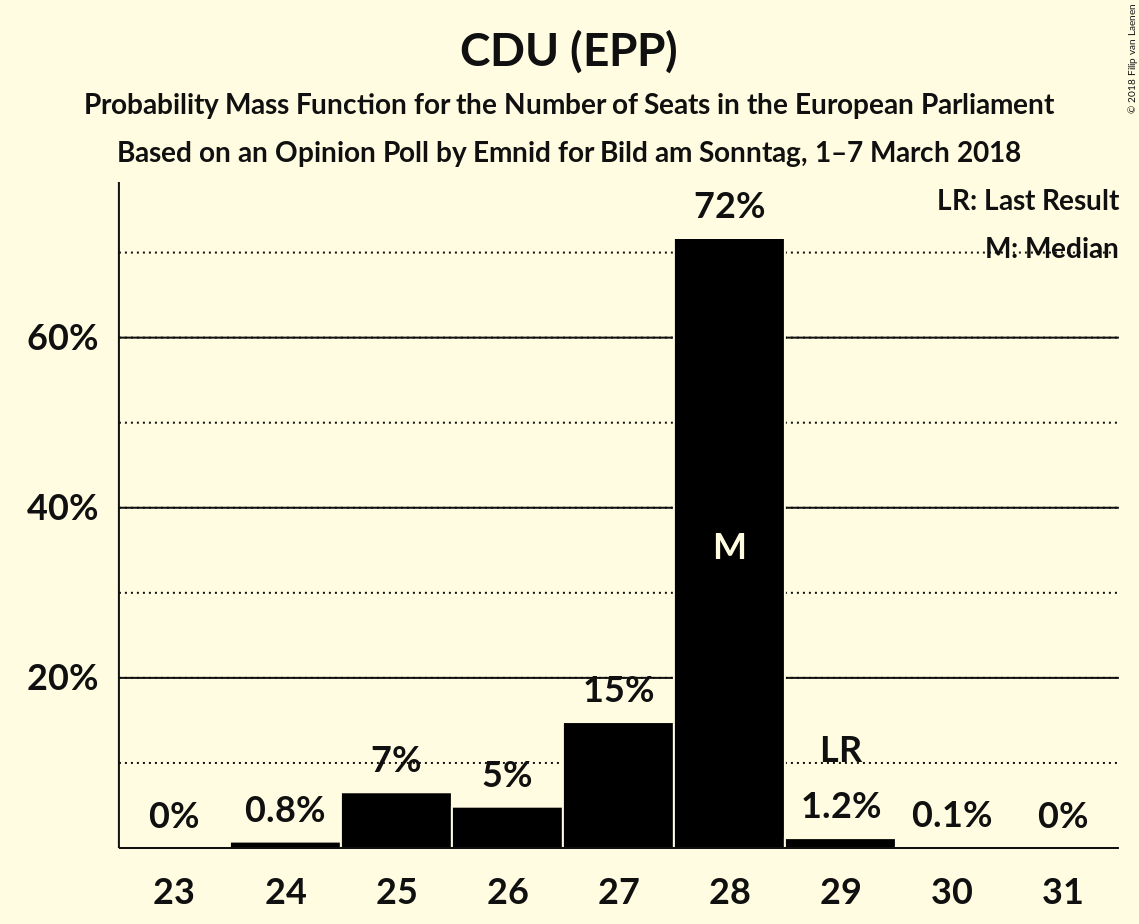 CDU (EPP)
Probability Mass Function for the Number of Seats in the European Parliament
Based on an Opinion Poll by Emnid for Bild am Sonntag, 1–7 March 2018
© 2018 Filip van Laenen
LR: Last Result
M: Median
72%
60%
40%
M
20%
15%
LR
7%
5%
0%
0.8%
1.2%
0.1%
0%
23 24 25 26 27 28 29 30 31